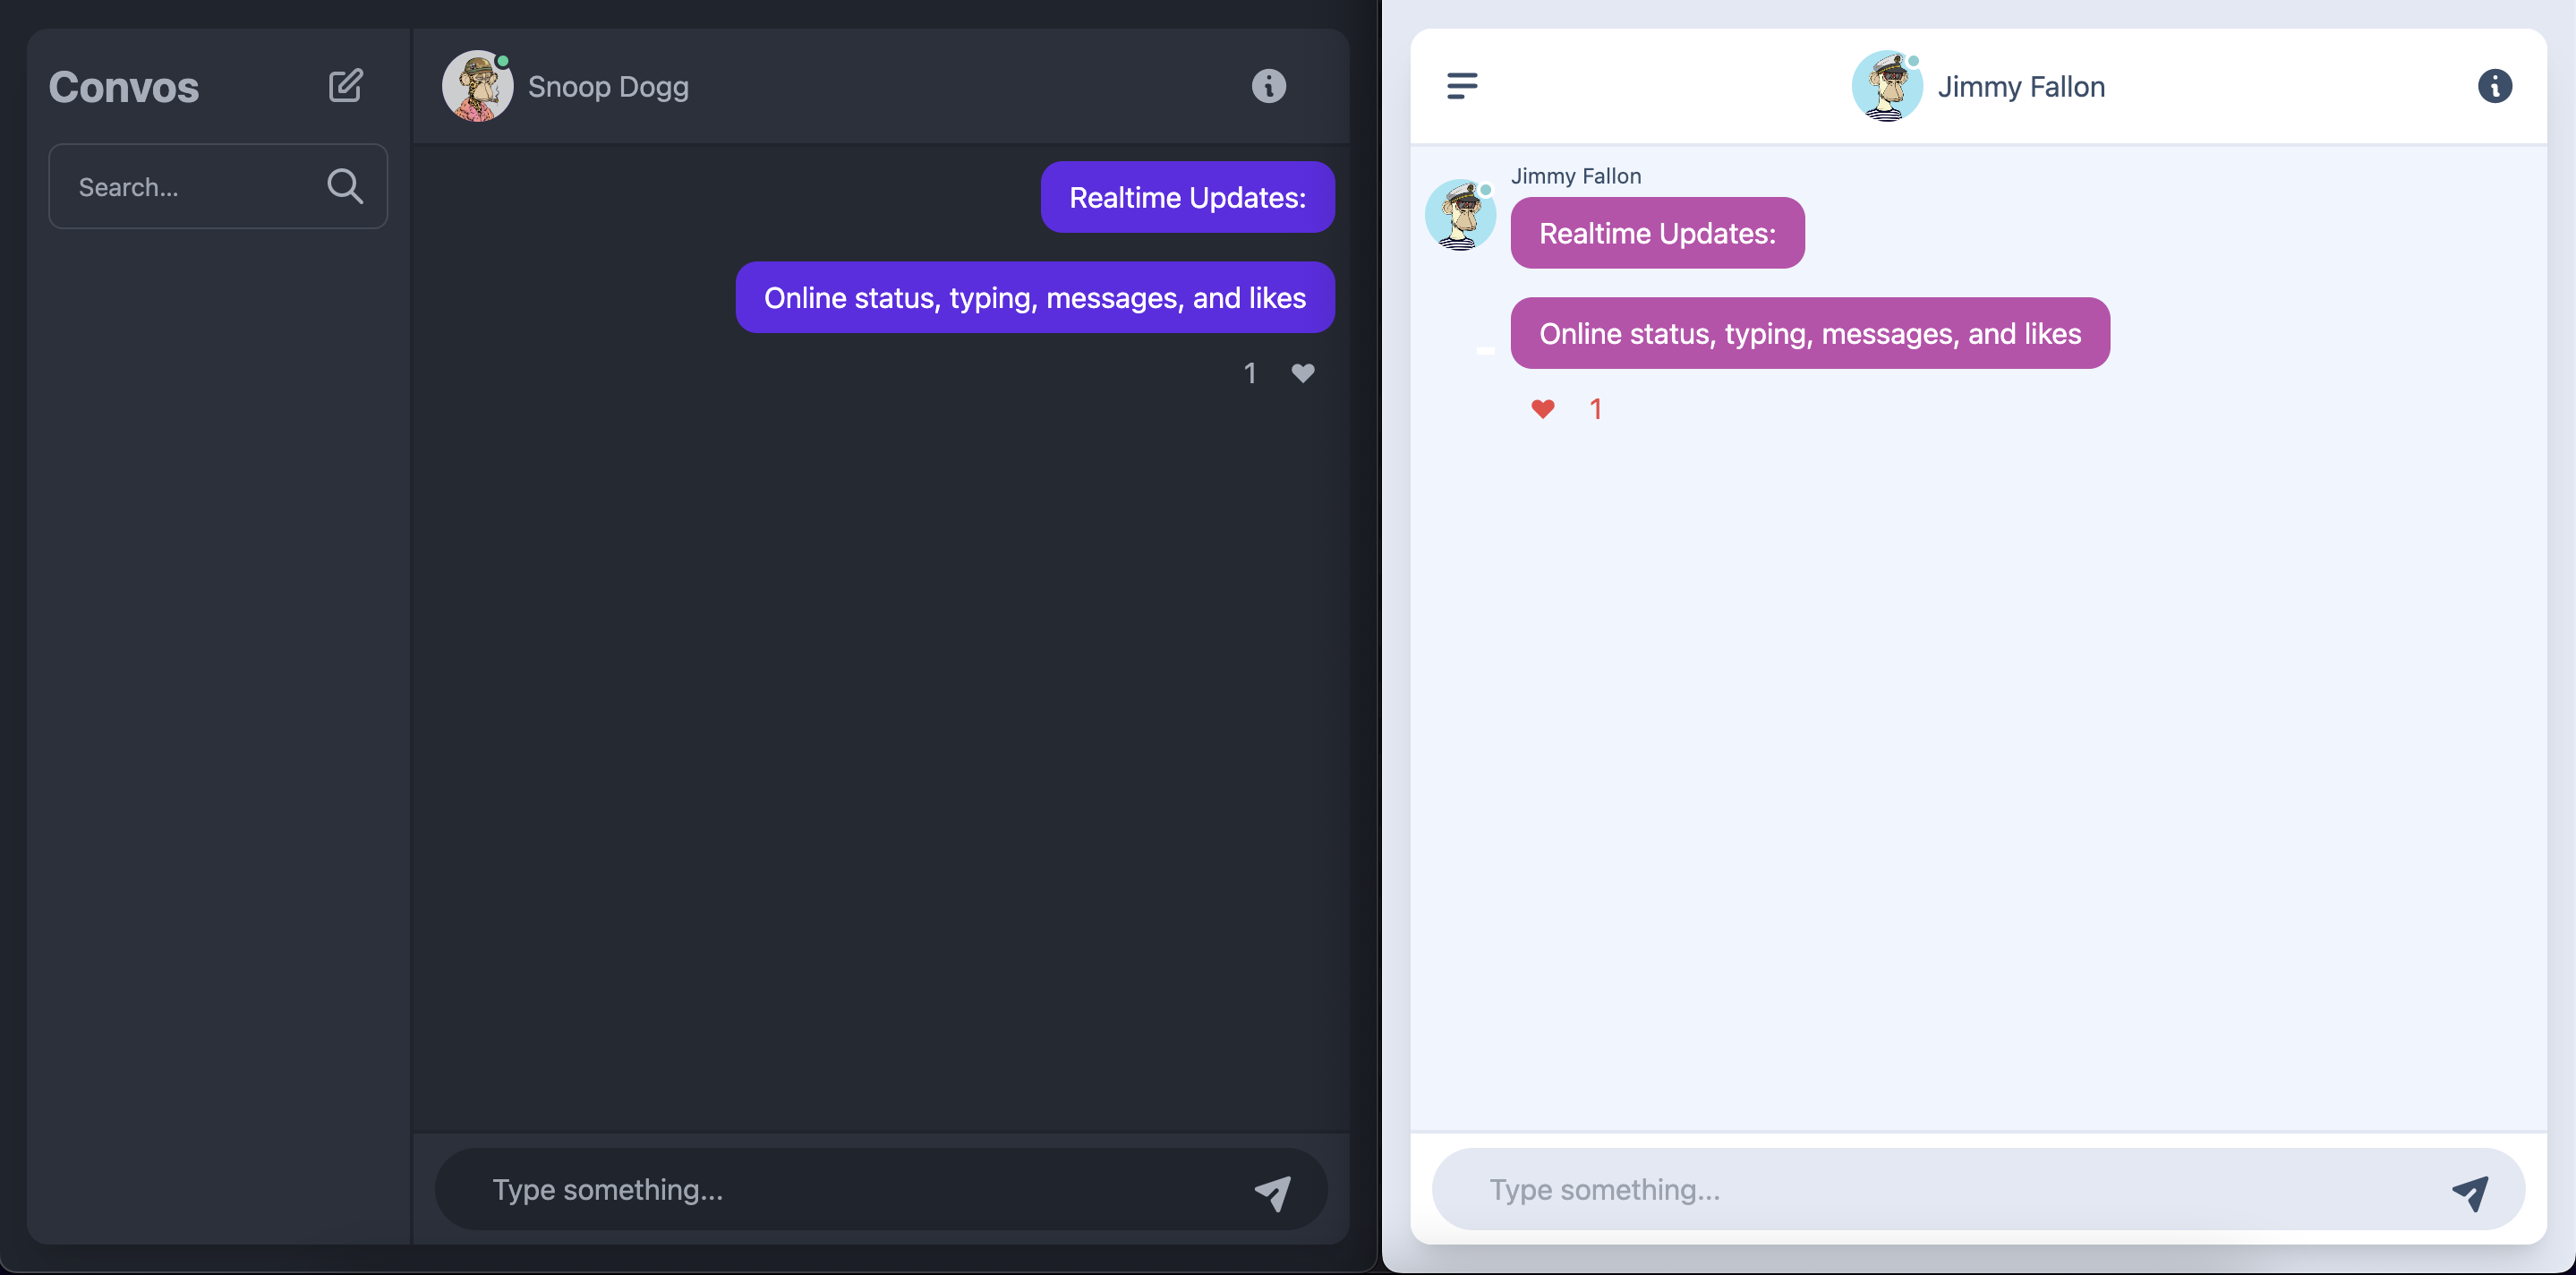 Convos
Search...
Snoop Dogg
Realtime Updates:
Online status, typing, messages, and likes
1
Type something...
Jimmy Fallon
Jimmy Fallon
Realtime Updates:
Online status, typing, messages, and likes
1
Type something...